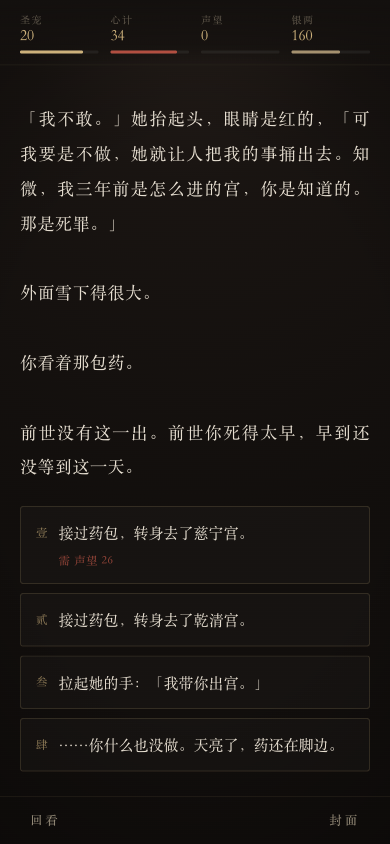 圣宠 心计 声望 银两
20 34 0 160
「我不敢。」她抬起头，眼睛是红的，「可
我要是不做，她就让人把我的事捅出去。知
微，我三年前是怎么进的宫，你是知道的。
那是死罪。」
外面雪下得很大。
你看着那包药。
前世没有这一出。前世你死得太早，早到还
没等到这一天。
壹 接过药包，转身去了慈宁宫。
需 声望 26
贰 接过药包，转身去了乾清宫。
叁 拉起她的手：「我带你出宫。」
肆 ……你什么也没做。天亮了，药还在脚边。
回看 封面